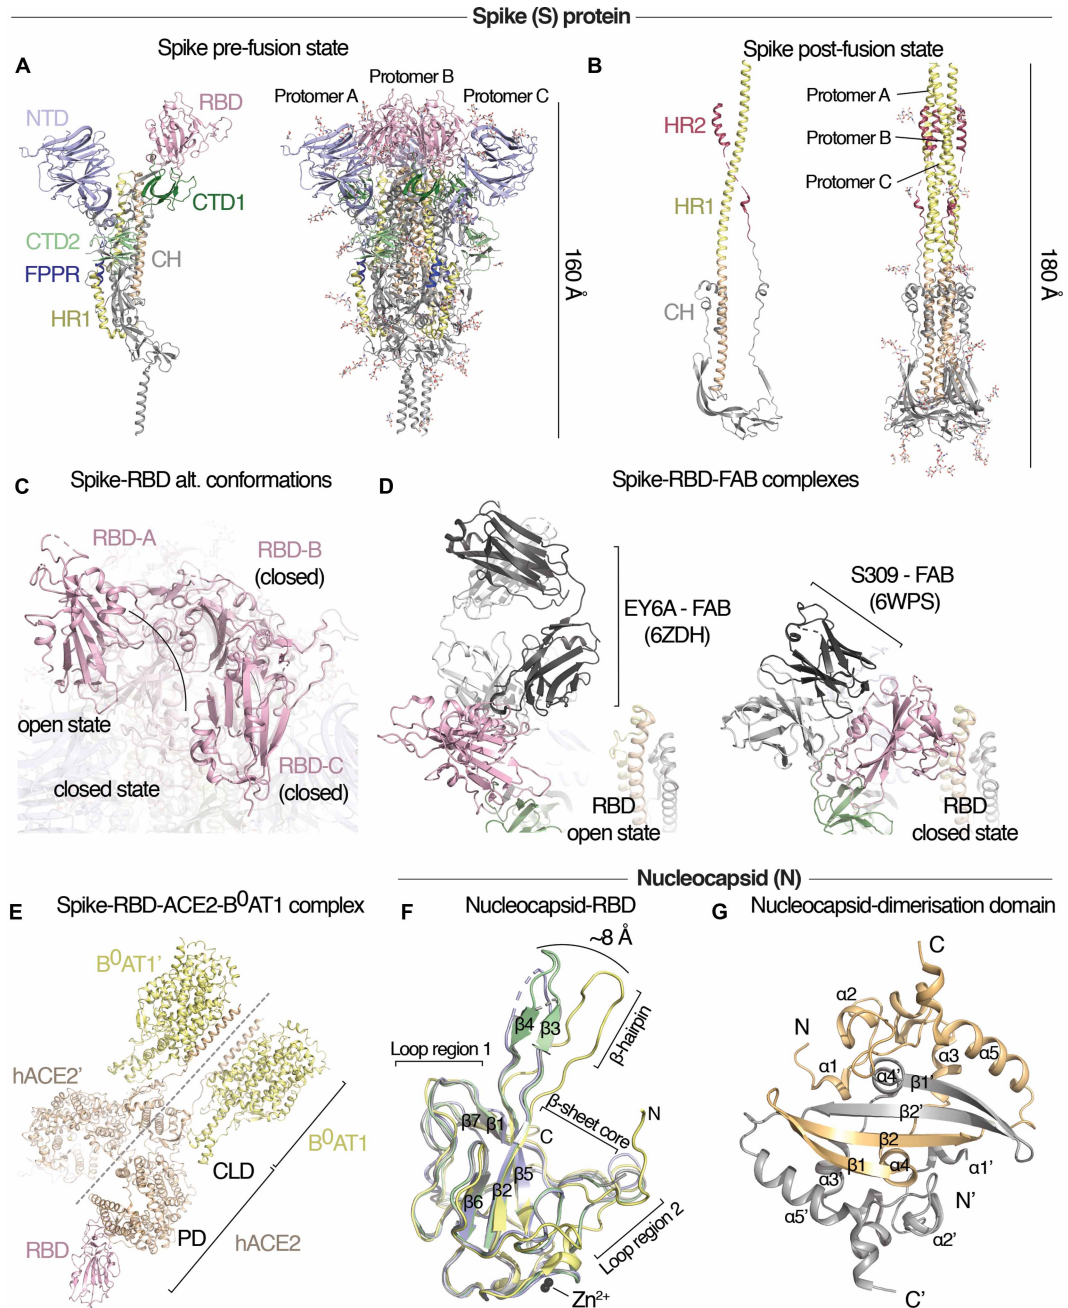 Spike (S) protein
Spike pre-fusion state
A
NTD
RBD
CTD1
CTD2
CH
FPPR
HR1
Protomer A
Protomer B
Protomer C
160 Å
Spike post-fusion state
B
HR2
HR1
CH
Protomer A
Protomer B
Protomer C
180 Å
C
Spike-RBD alt. conformations
RBD-A
RBD-B
(closed)
open state
closed state
RBD-C
(closed)
D
Spike-RBD-FAB complexes
EY6A - FAB
(6ZDH)
RBD
open state
S309 - FAB
(6WPS)
RBD
closed state
E
Spike-RBD-ACE2-B⁰AT1 complex
B⁰AT1'
hACE2'
B⁰AT1
CLD
PD
hACE2
RBD
Nucleocapsid (N)
F
Nucleocapsid-RBD
~8 Å
β4
β3
β-hairpin
Loop region 1
β-sheet core
N
β7
β1
C
β5
β2
β6
Loop region 2
Zn²⁺
G
Nucleocapsid-dimerisation domain
C
α2
N
α1
α3
α5
α4'
β1'
β2'
β2
β1
α4
α1'
α3'
N'
α5'
α2'
C'